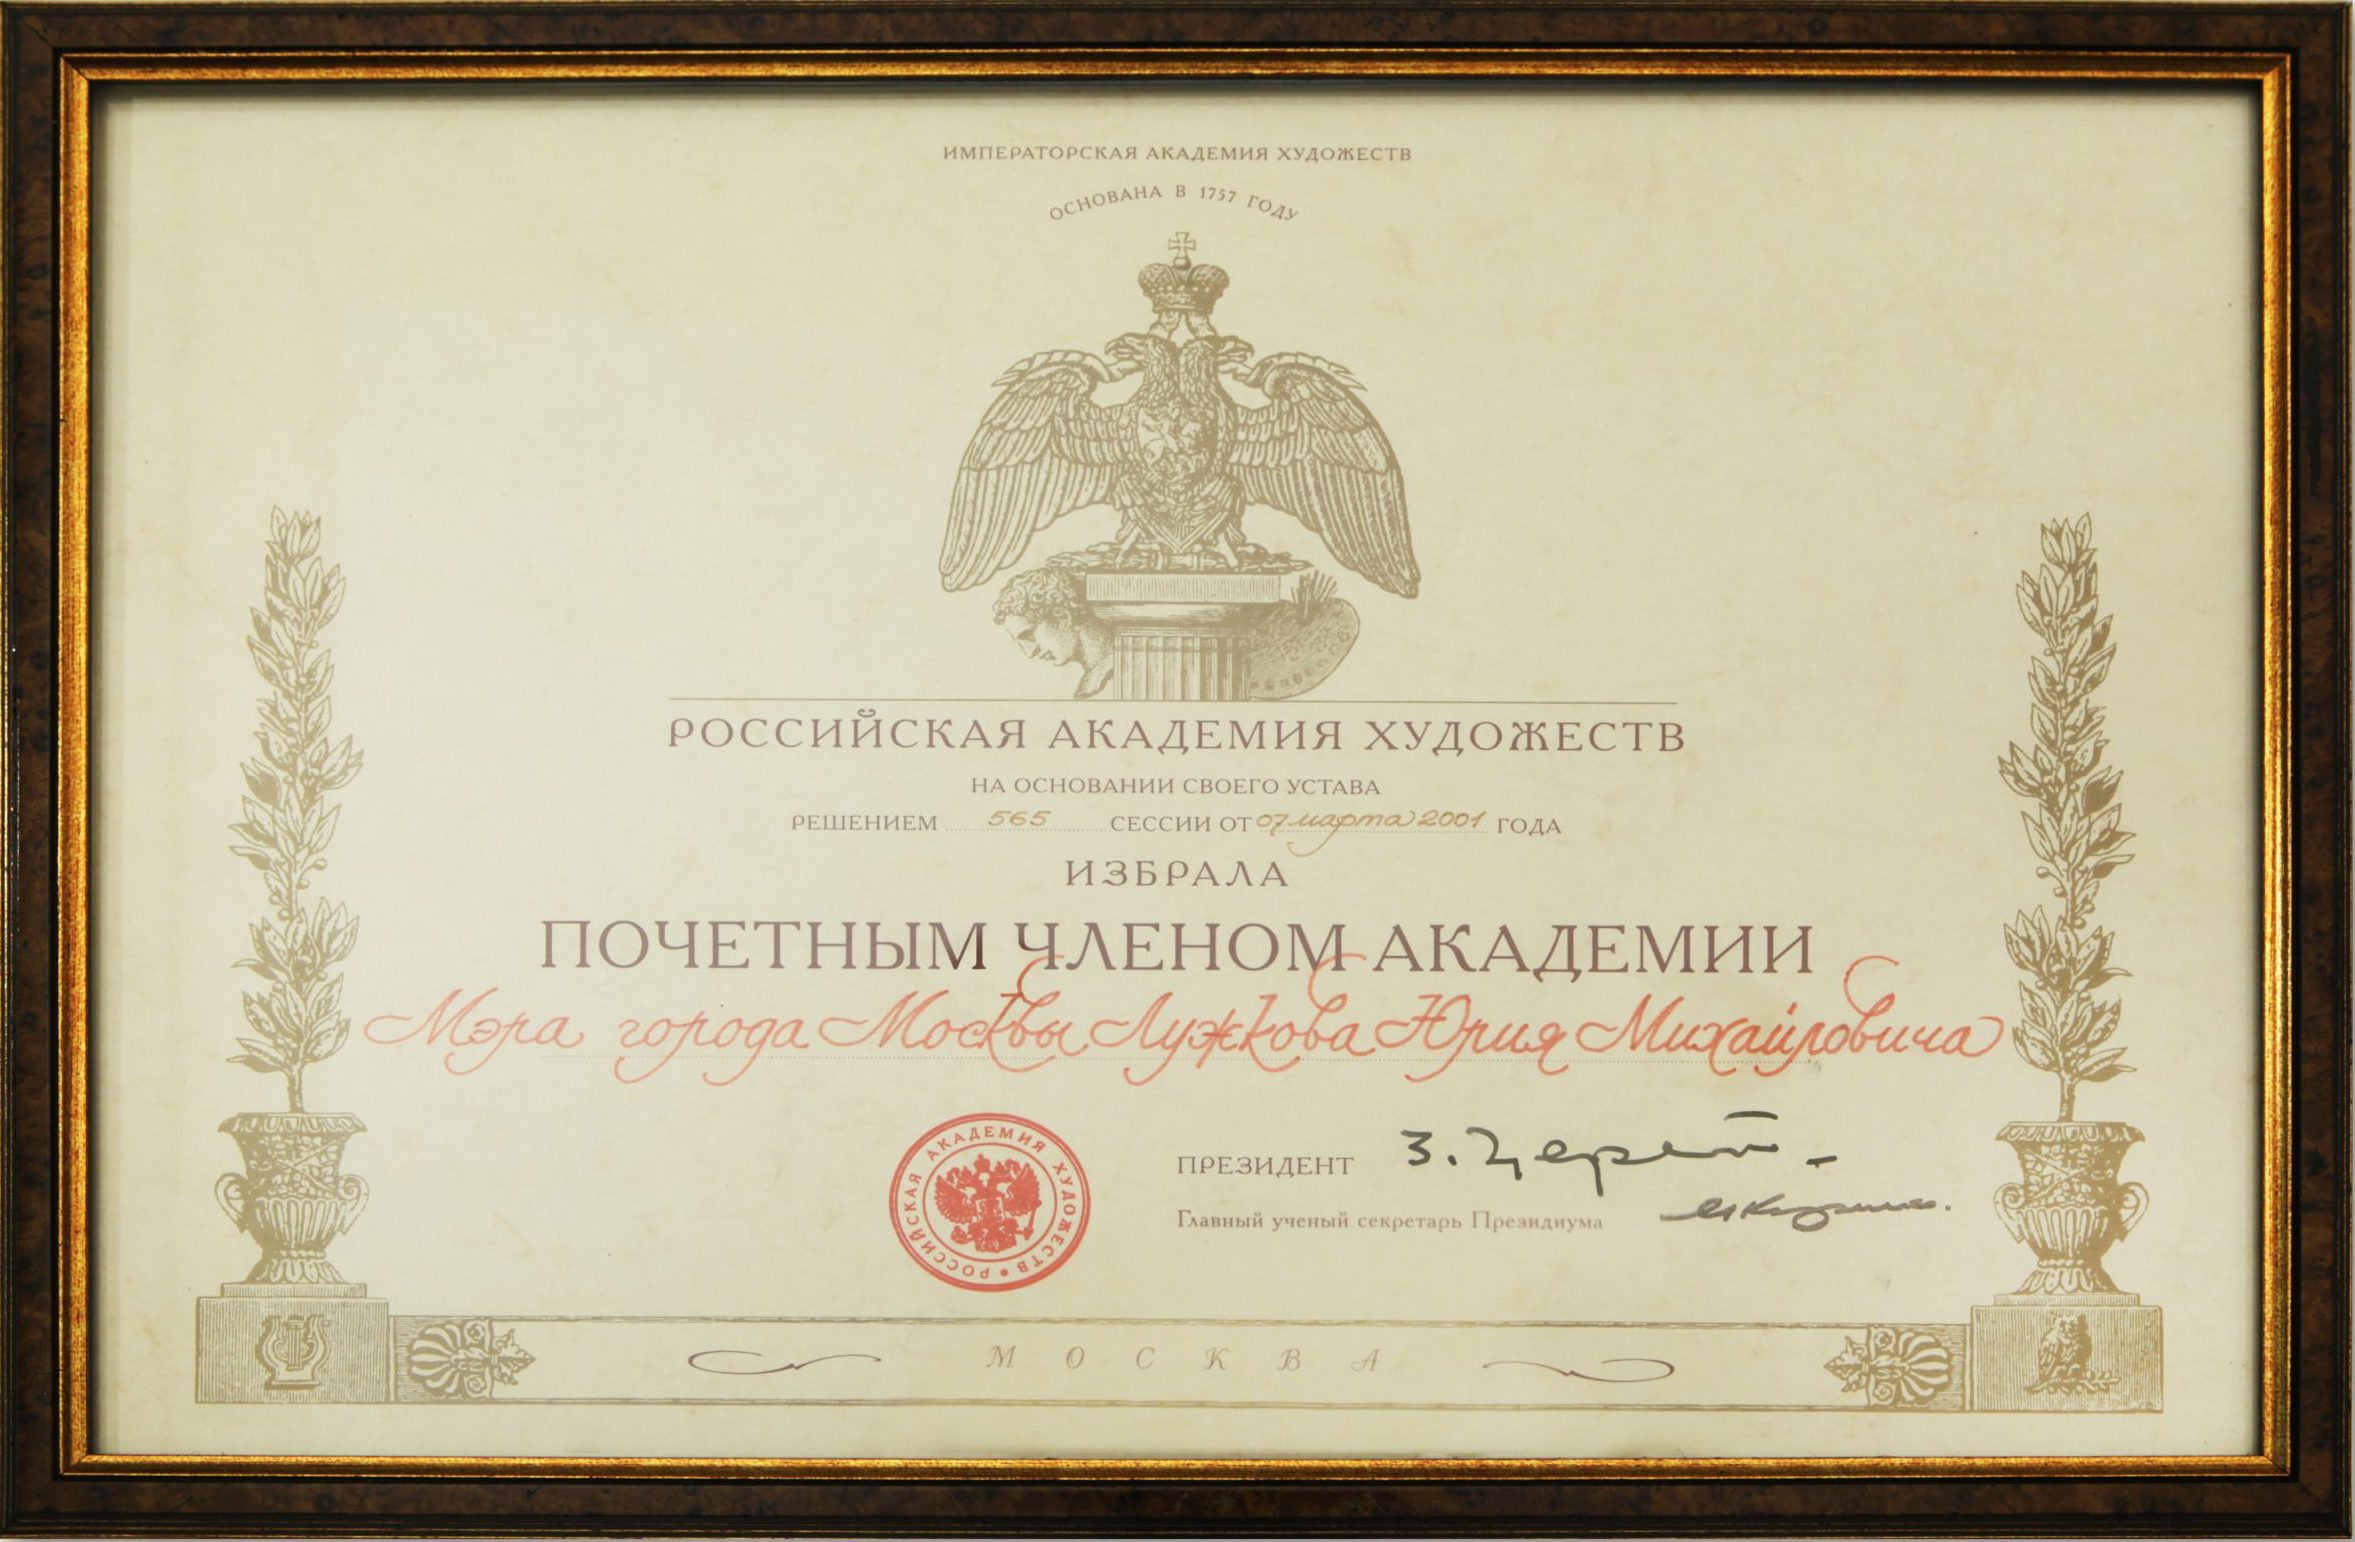 ИМПЕРАТОРСКАЯ АКАДЕМИЯ ХУДОЖЕСТВ
ОСНОВАНА В 1757 ГОДУ
РОССИЙСКАЯ АКАДЕМИЯ ХУДОЖЕСТВ
НА ОСНОВАНИИ СВОЕГО УСТАВА
РЕШЕНИЕМ 565 СЕССИИ ОТ 07 марта 2001 ГОДА
ИЗБРАЛА
ПОЧЕТНЫМ ЧЛЕНОМ АКАДЕМИИ
Мэра города Москвы Лужкова Юрия Михайловича
РОССИЙСКАЯ АКАДЕМИЯ ХУДОЖЕСТВ
ПРЕЗИДЕНТ З. Церет
Главный ученый секретарь Президиума
МОСКВА